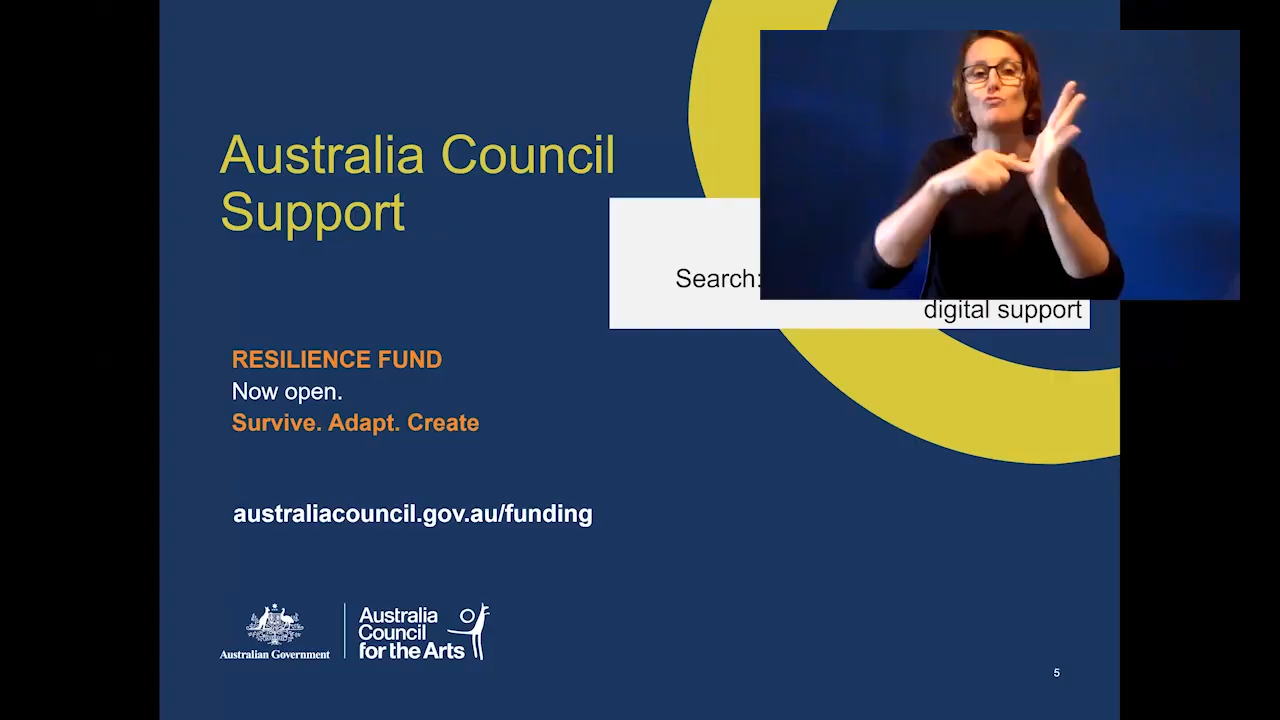 Australia Council
Support
Search:
digital support
RESILIENCE FUND
Now open.
Survive. Adapt. Create
australiacouncil.gov.au/funding
Australian Government
Australia
Council
for the Arts
5